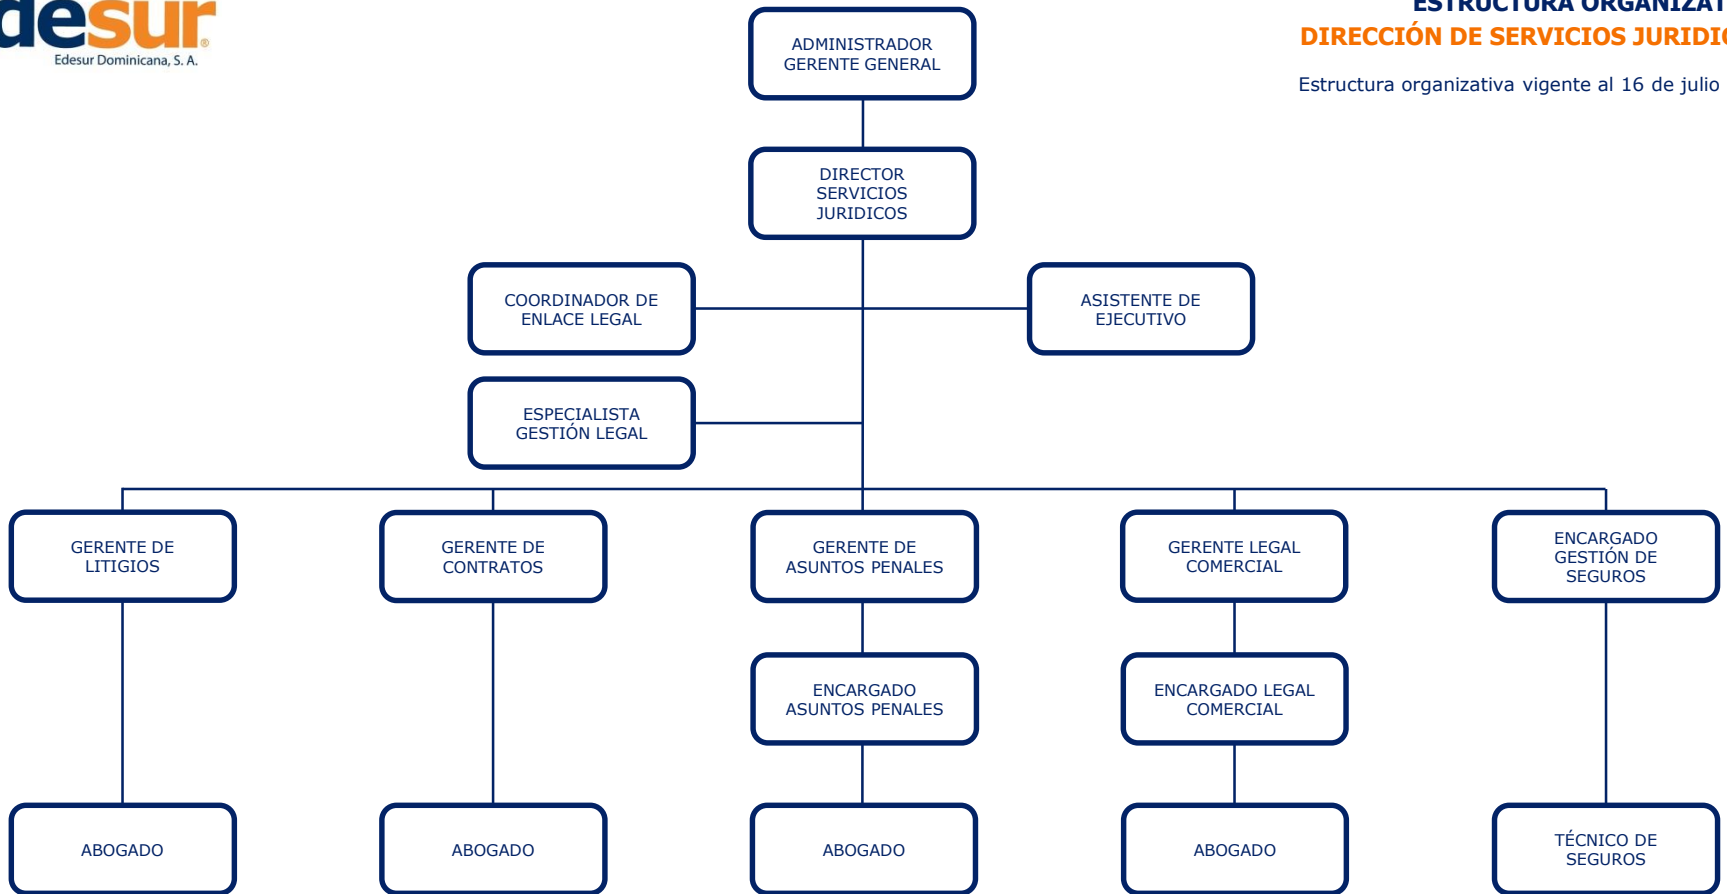 desur®
Edesur Dominicana, S. A.
DIRECCIÓN DE SERVICIOS
Estructura organizativa vigente al 16 de julio
ESTRUCTURA
ADMINISTRADOR
GERENTE GENERAL
DIRECTOR
SERVICIOS
JURIDICOS
COORDINADOR DE
ENLACE LEGAL
ASISTENTE DE
EJECUTIVO
ESPECIALISTA
GESTIÓN LEGAL
GERENTE DE
LITIGIOS
GERENTE DE
CONTRATOS
GERENTE DE
ASUNTOS PENALES
GERENTE LEGAL
COMERCIAL
ENCARGADO
GESTIÓN DE
SEGUROS
ENCARGADO
ASUNTOS PENALES
ENCARGADO LEGAL
COMERCIAL
ABOGADO
ABOGADO
ABOGADO
ABOGADO
TÉCNICO DE
SEGUROS